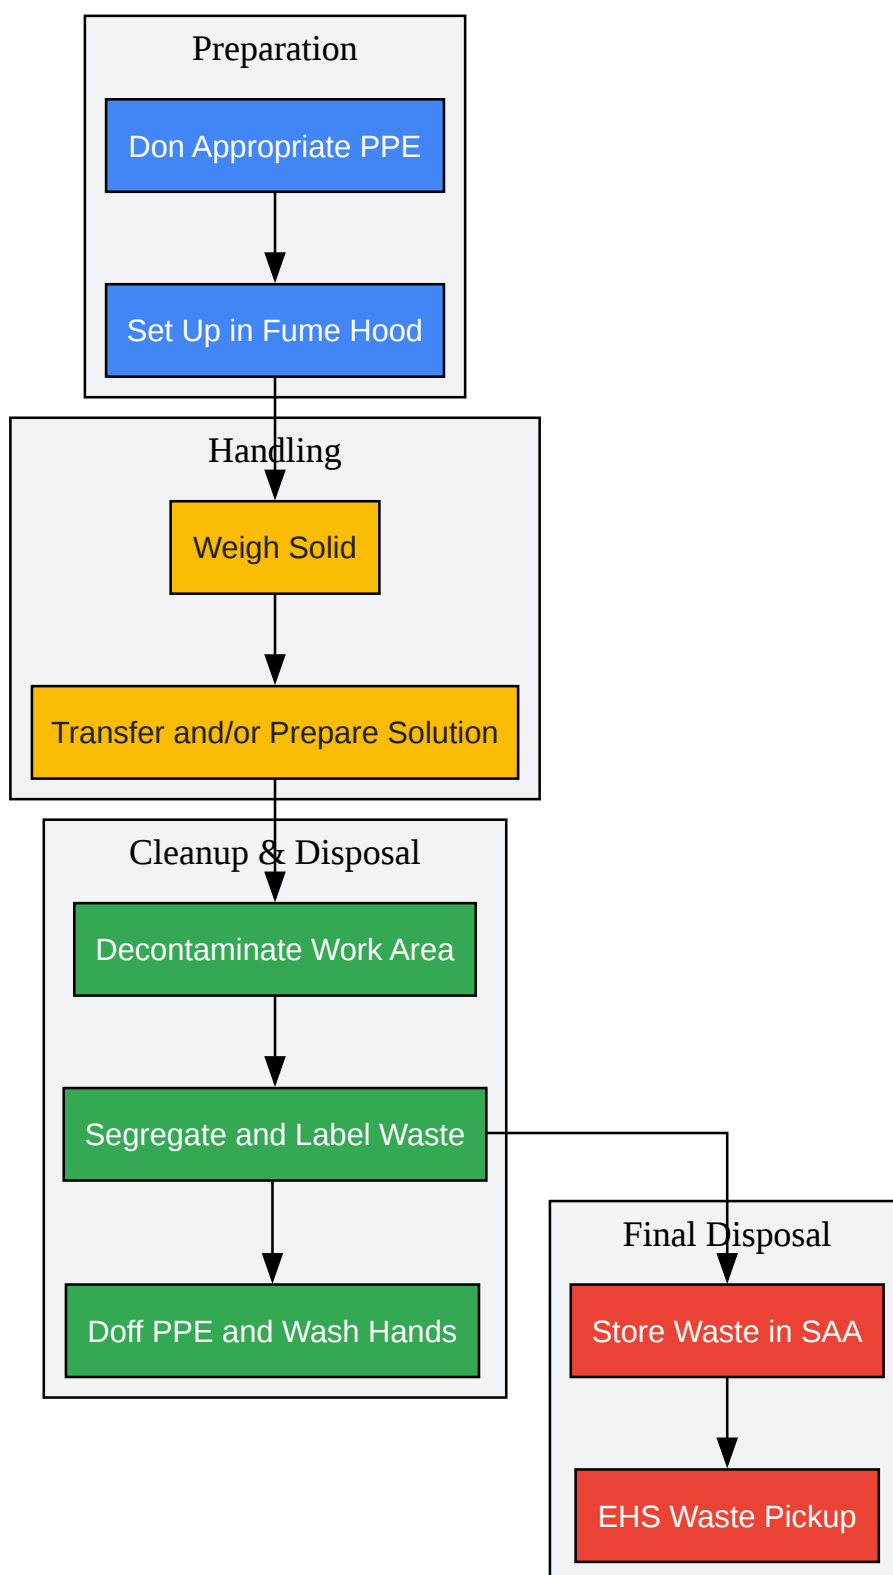 Preparation
Don Appropriate PPE
Set Up in Fume Hood
Handling
Weigh Solid
Transfer and/or Prepare Solution
Cleanup & Disposal
Decontaminate Work Area
Segregate and Label Waste
Doff PPE and Wash Hands
Final Disposal
Store Waste in SAA
EHS Waste Pickup